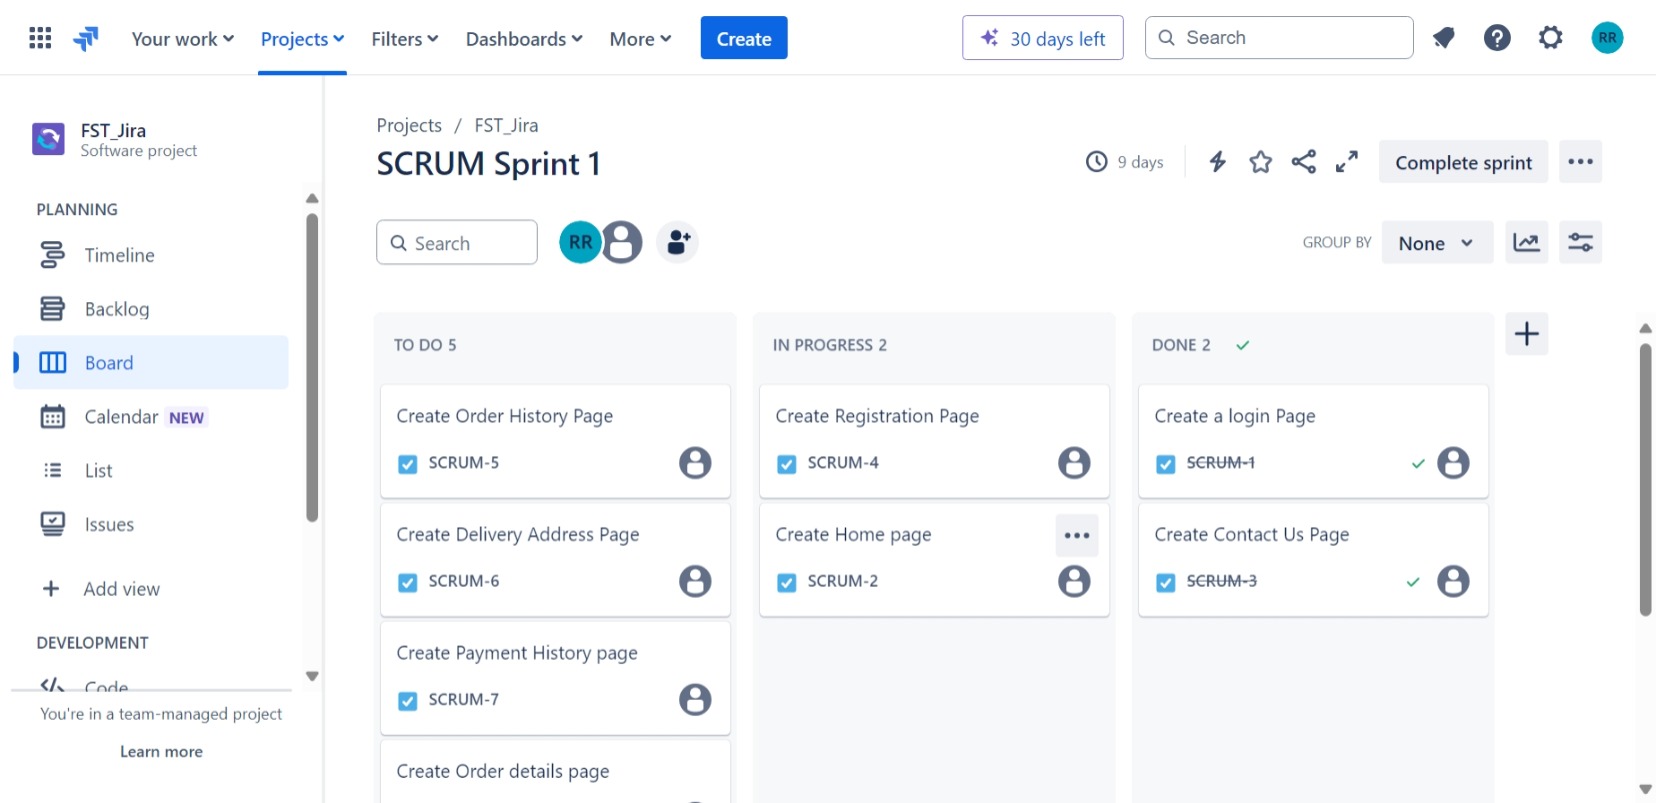 Your work Projects Filters Dashboards More Create 30 days left Search RR
FST_Jira
Software project
PLANNING
Timeline
Backlog
Board
Calendar NEW
List
Issues
Add view
DEVELOPMENT
Code
You're in a team-managed project
Learn more
Projects / FST_Jira
SCRUM Sprint 1
9 days
Complete sprint
Search
RR
GROUP BY None
TO DO 5
Create Order History Page
SCRUM-5
Create Delivery Address Page
SCRUM-6
Create Payment History page
SCRUM-7
Create Order details page
IN PROGRESS 2
Create Registration Page
SCRUM-4
Create Home page
SCRUM-2
DONE 2
Create a login Page
SCRUM-1
Create Contact Us Page
SCRUM-3